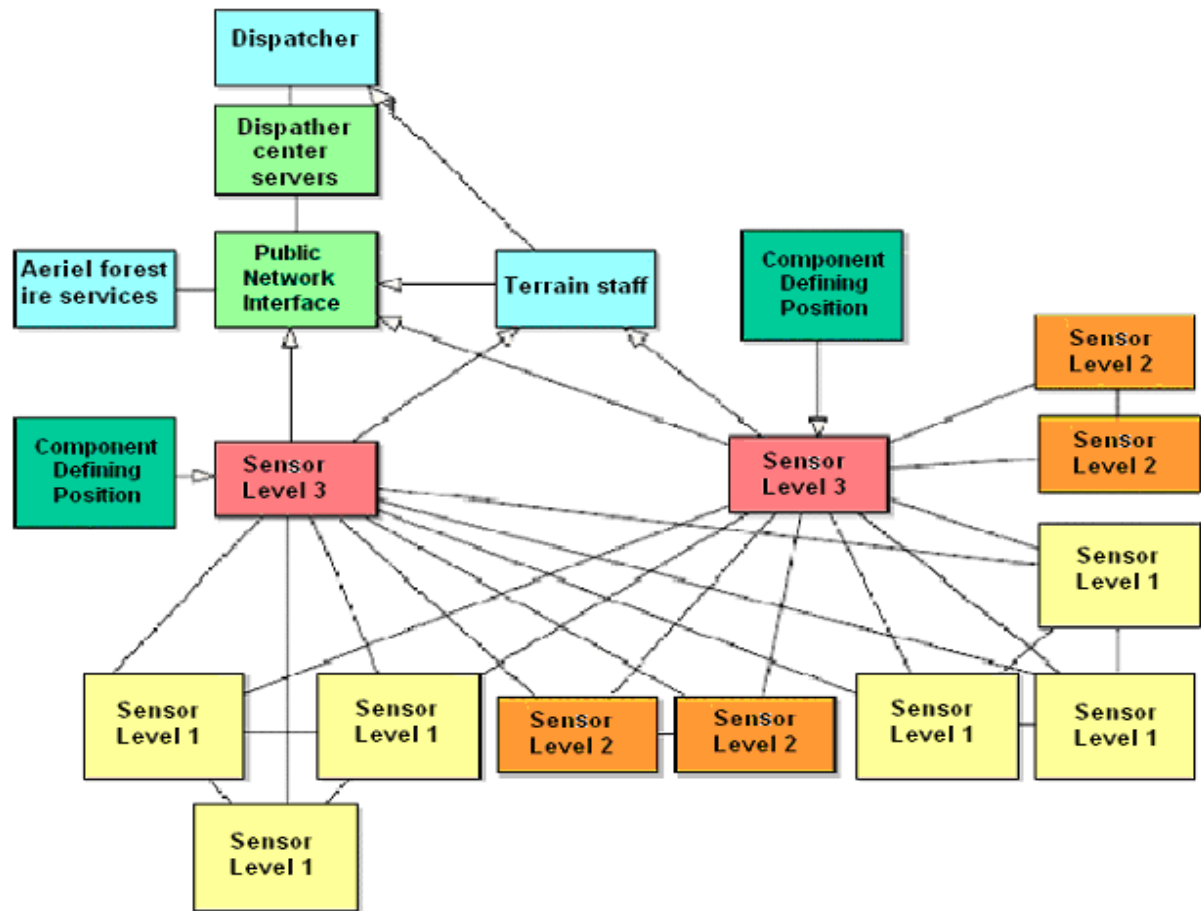 Dispatcher
Dispather
center
servers
Aeriel forest
ire services
Public
Network
Interface
Terrain staff
Component
Defining
Position
Sensor
Level 2
Sensor
Level 2
Component
Defining
Position
Sensor
Level 3
Sensor
Level 3
Sensor
Level 1
Sensor
Level 1
Sensor
Level 1
Sensor
Level 2
Sensor
Level 2
Sensor
Level 1
Sensor
Level 1
Sensor
Level 1